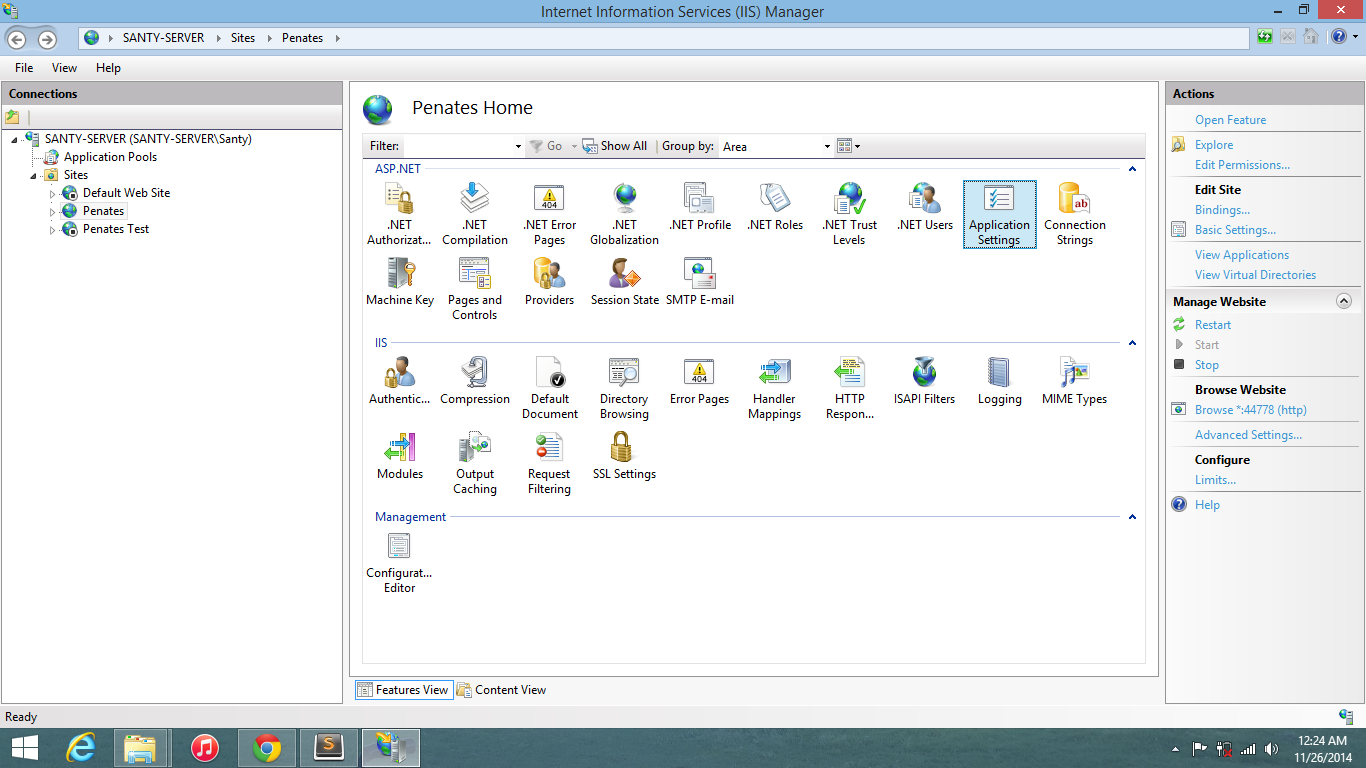 Internet Information Services (IIS) Manager
SANTY-SERVER Sites Penates
File View Help
Connections
SANTY-SERVER (SANTY-SERVER\Santy)
Application Pools
Sites
Default Web Site
Penates
Penates Test
Penates Home
Filter: Go Show All Group by: Area
ASP.NET
.NET Authorizat...
.NET Compilation
.NET Error Pages
.NET Globalization
.NET Profile
.NET Roles
.NET Trust Levels
.NET Users
Application Settings
Connection Strings
Machine Key
Pages and Controls
Providers
Session State
SMTP E-mail
IIS
Authentic...
Compression
Default Document
Directory Browsing
Error Pages
Handler Mappings
HTTP Respon...
ISAPI Filters
Logging
MIME Types
Modules
Output Caching
Request Filtering
SSL Settings
Management
Configurat... Editor
Features View Content View
Actions
Open Feature
Explore
Edit Permissions...
Edit Site
Bindings...
Basic Settings...
View Applications
View Virtual Directories
Manage Website
Restart
Start
Stop
Browse Website
Browse *:44778 (http)
Advanced Settings...
Configure
Limits...
Help
Ready
12:24 AM
11/26/2014